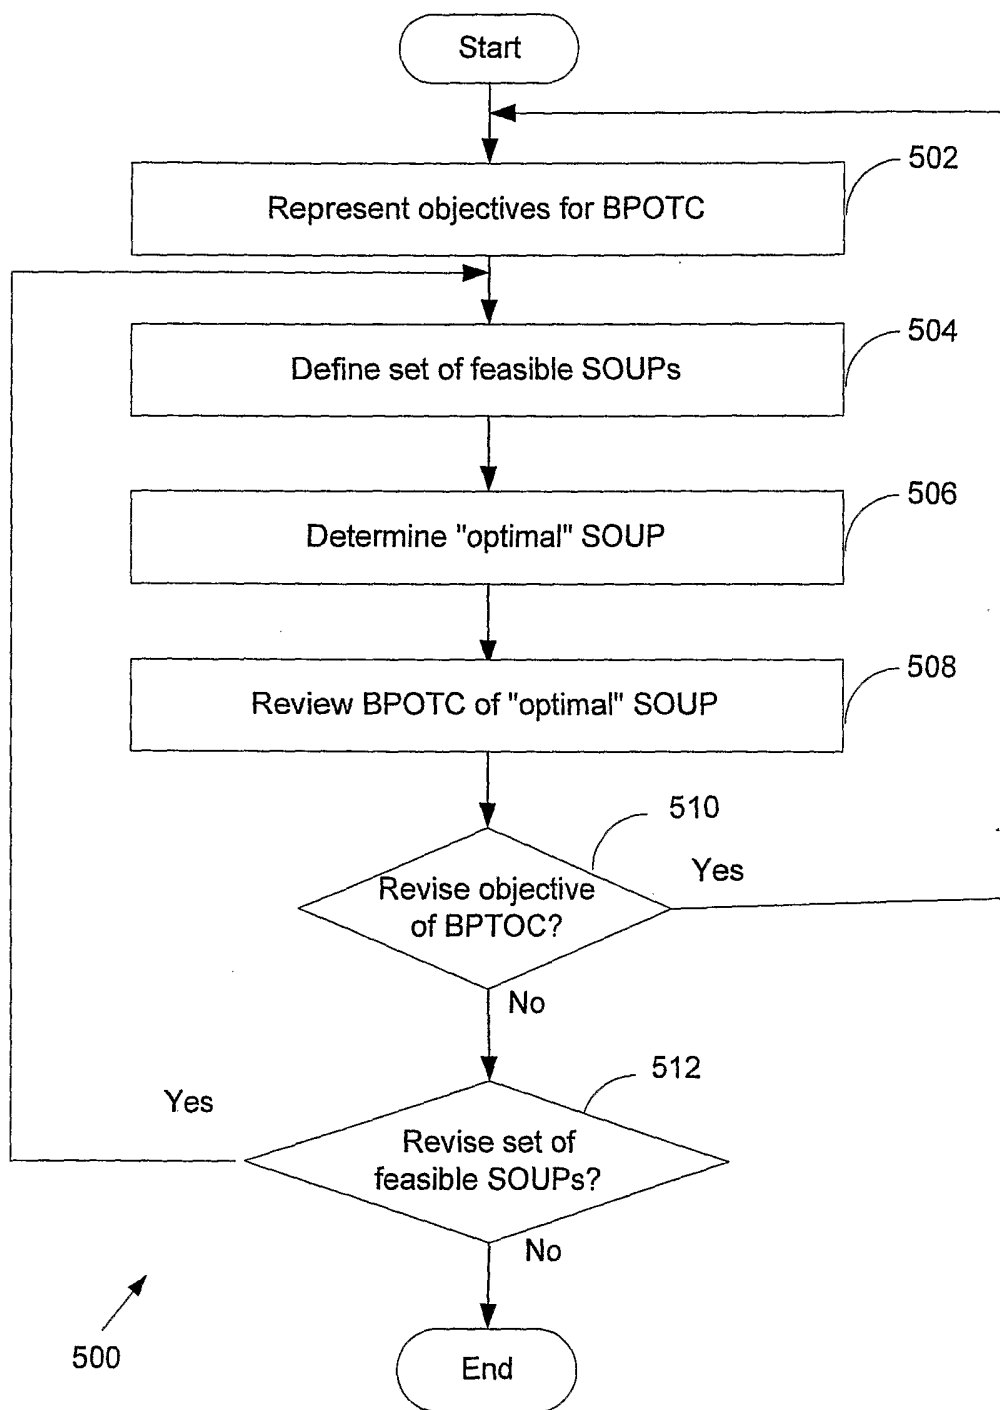 Start
502
Represent objectives for BPOTC
504
Define set of feasible SOUPs
506
Determine "optimal" SOUP
508
Review BPOTC of "optimal" SOUP
510
Revise objective
of BPTOC?
Yes
No
512
Yes
Revise set of
feasible SOUPs?
No
500
End